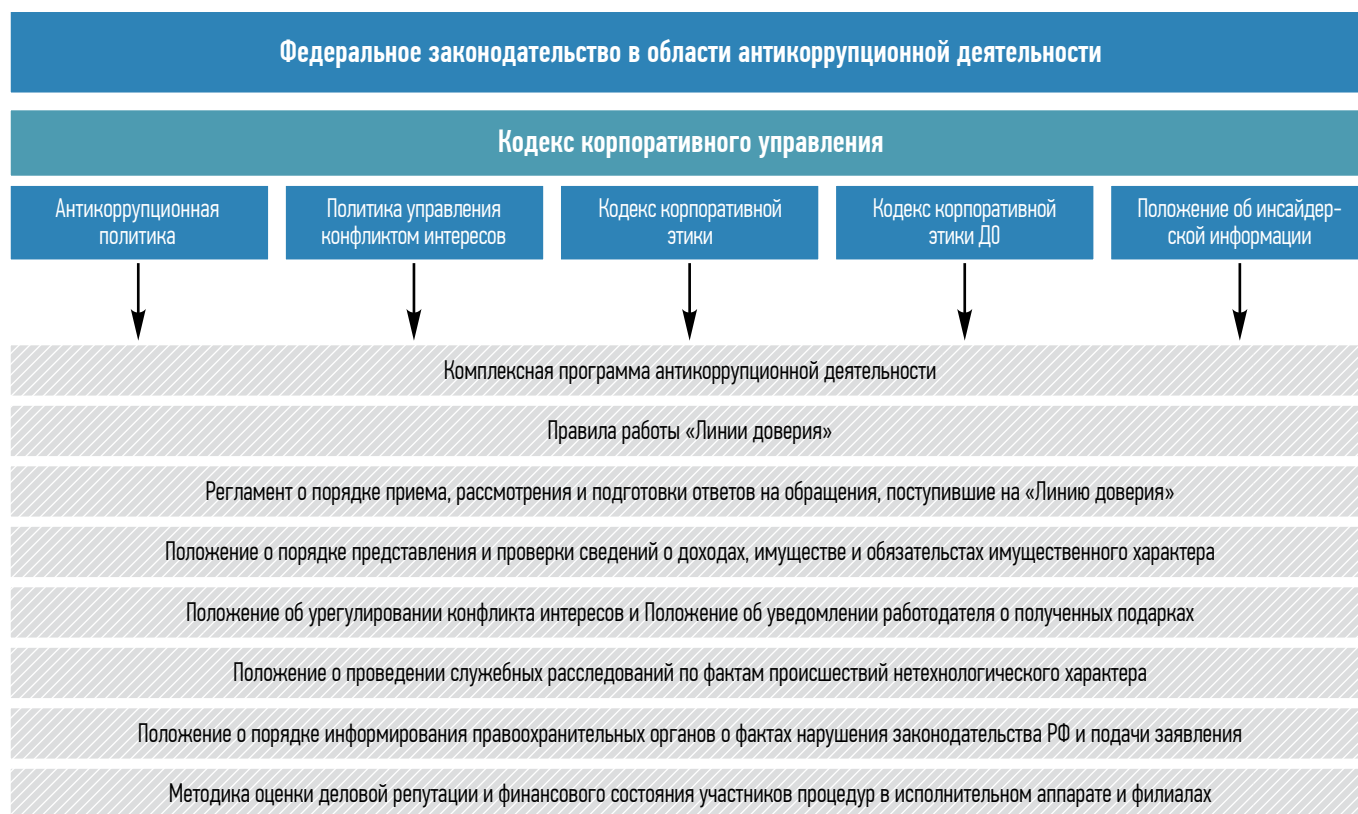 Федеральное законодательство в области антикоррупционной деятельности
Кодекс корпоративного управления
Антикоррупционная
политика
Политика управления
конфликтом интересов
Кодекс корпоративной
этики
Кодекс корпоративной
этики ДО
Положение об инсайдер-
ской информации
Комплексная программа антикоррупционной деятельности
Правила работы «Линии доверия»
Регламент о порядке приема, рассмотрения и подготовки ответов на обращения, поступившие на «Линию доверия»
Положение о порядке представления и проверки сведений о доходах, имуществе и обязательстах имущественного характера
Положение об урегулировании конфликта интересов и Положение об уведомлении работодателя о полученных подарках
Положение о проведении служебных расследований по фактам происшествий нетехнологического характера
Положение о порядке информирования правоохранительных органов о фактах нарушения законодательства РФ и подачи заявления
Методика оценки деловой репутации и финансового состояния участников процедур в исполнительном аппарате и филиалах